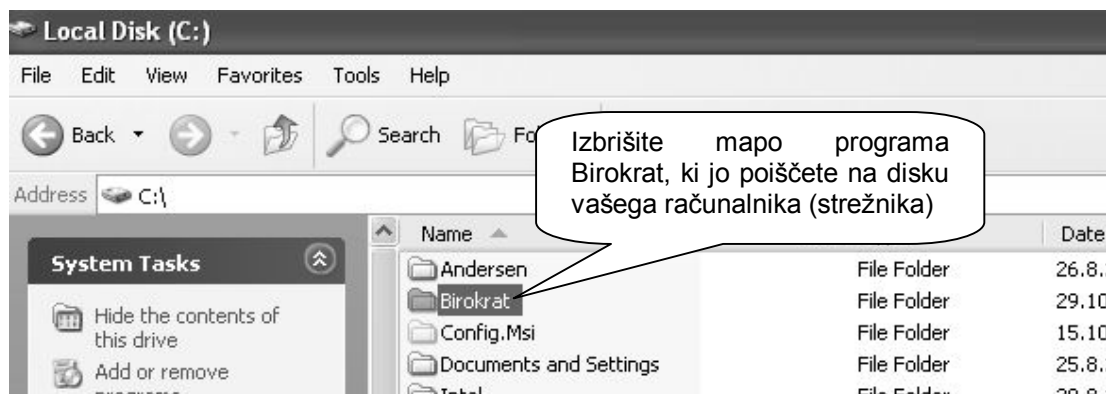 Local Disk (C:)
File Edit View Favorites Tools Help
Back Search
Izbrišite mapo programa
Birokrat, ki jo poiščete na disku
vašega računalnika (strežnika)
Address C:\
Name Date
System Tasks
Hide the contents of
this drive
Add or remove
Andersen File Folder 26.8.
Birokrat File Folder 29.10
Config.Msi File Folder 15.10
Documents and Settings File Folder 25.8.